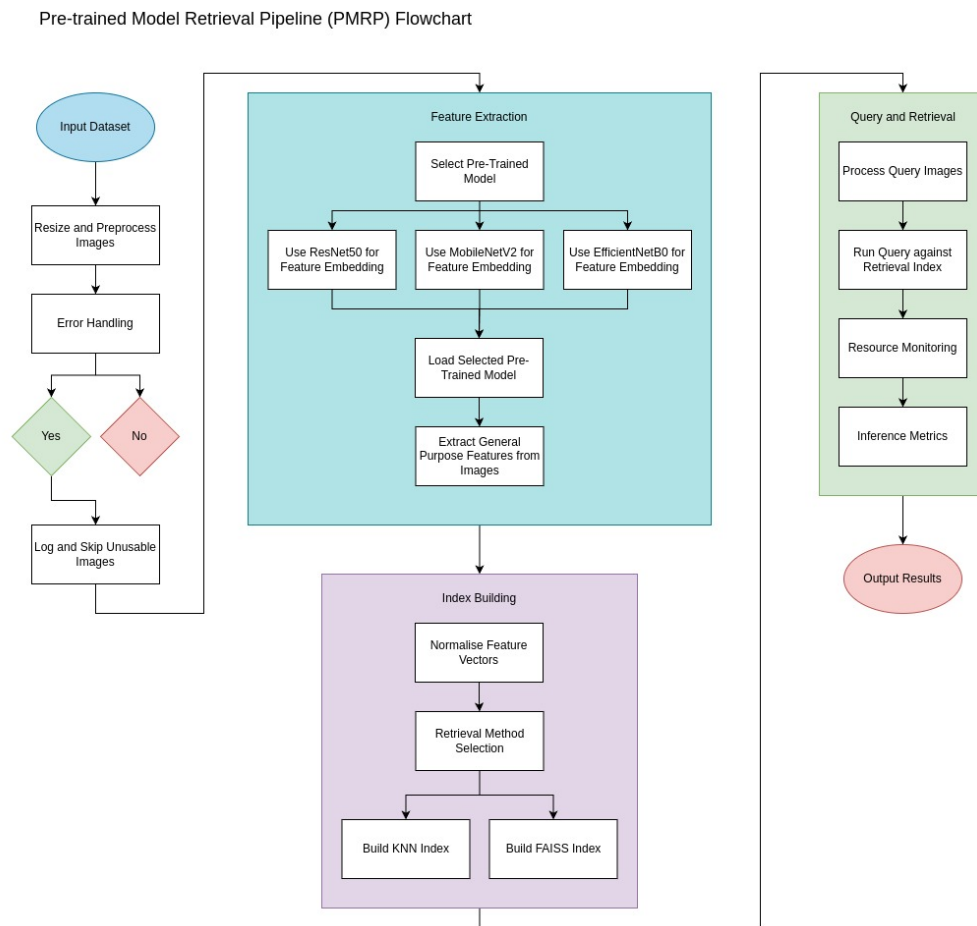 Pre-trained Model Retrieval Pipeline (PMRP) Flowchart
Input Dataset
Resize and Preprocess
Images
Error Handling
Yes
No
Log and Skip Unusable
Images
Feature Extraction
Select Pre-Trained
Model
Use ResNet50 for
Feature Embedding
Use MobileNetV2 for
Feature Embedding
Use EfficientNetB0 for
Feature Embedding
Load Selected Pre-
Trained Model
Extract General
Purpose Features from
Images
Index Building
Normalise Feature
Vectors
Retrieval Method
Selection
Build KNN Index
Build FAISS Index
Query and Retrieval
Process Query Images
Run Query against
Retrieval Index
Resource Monitoring
Inference Metrics
Output Results